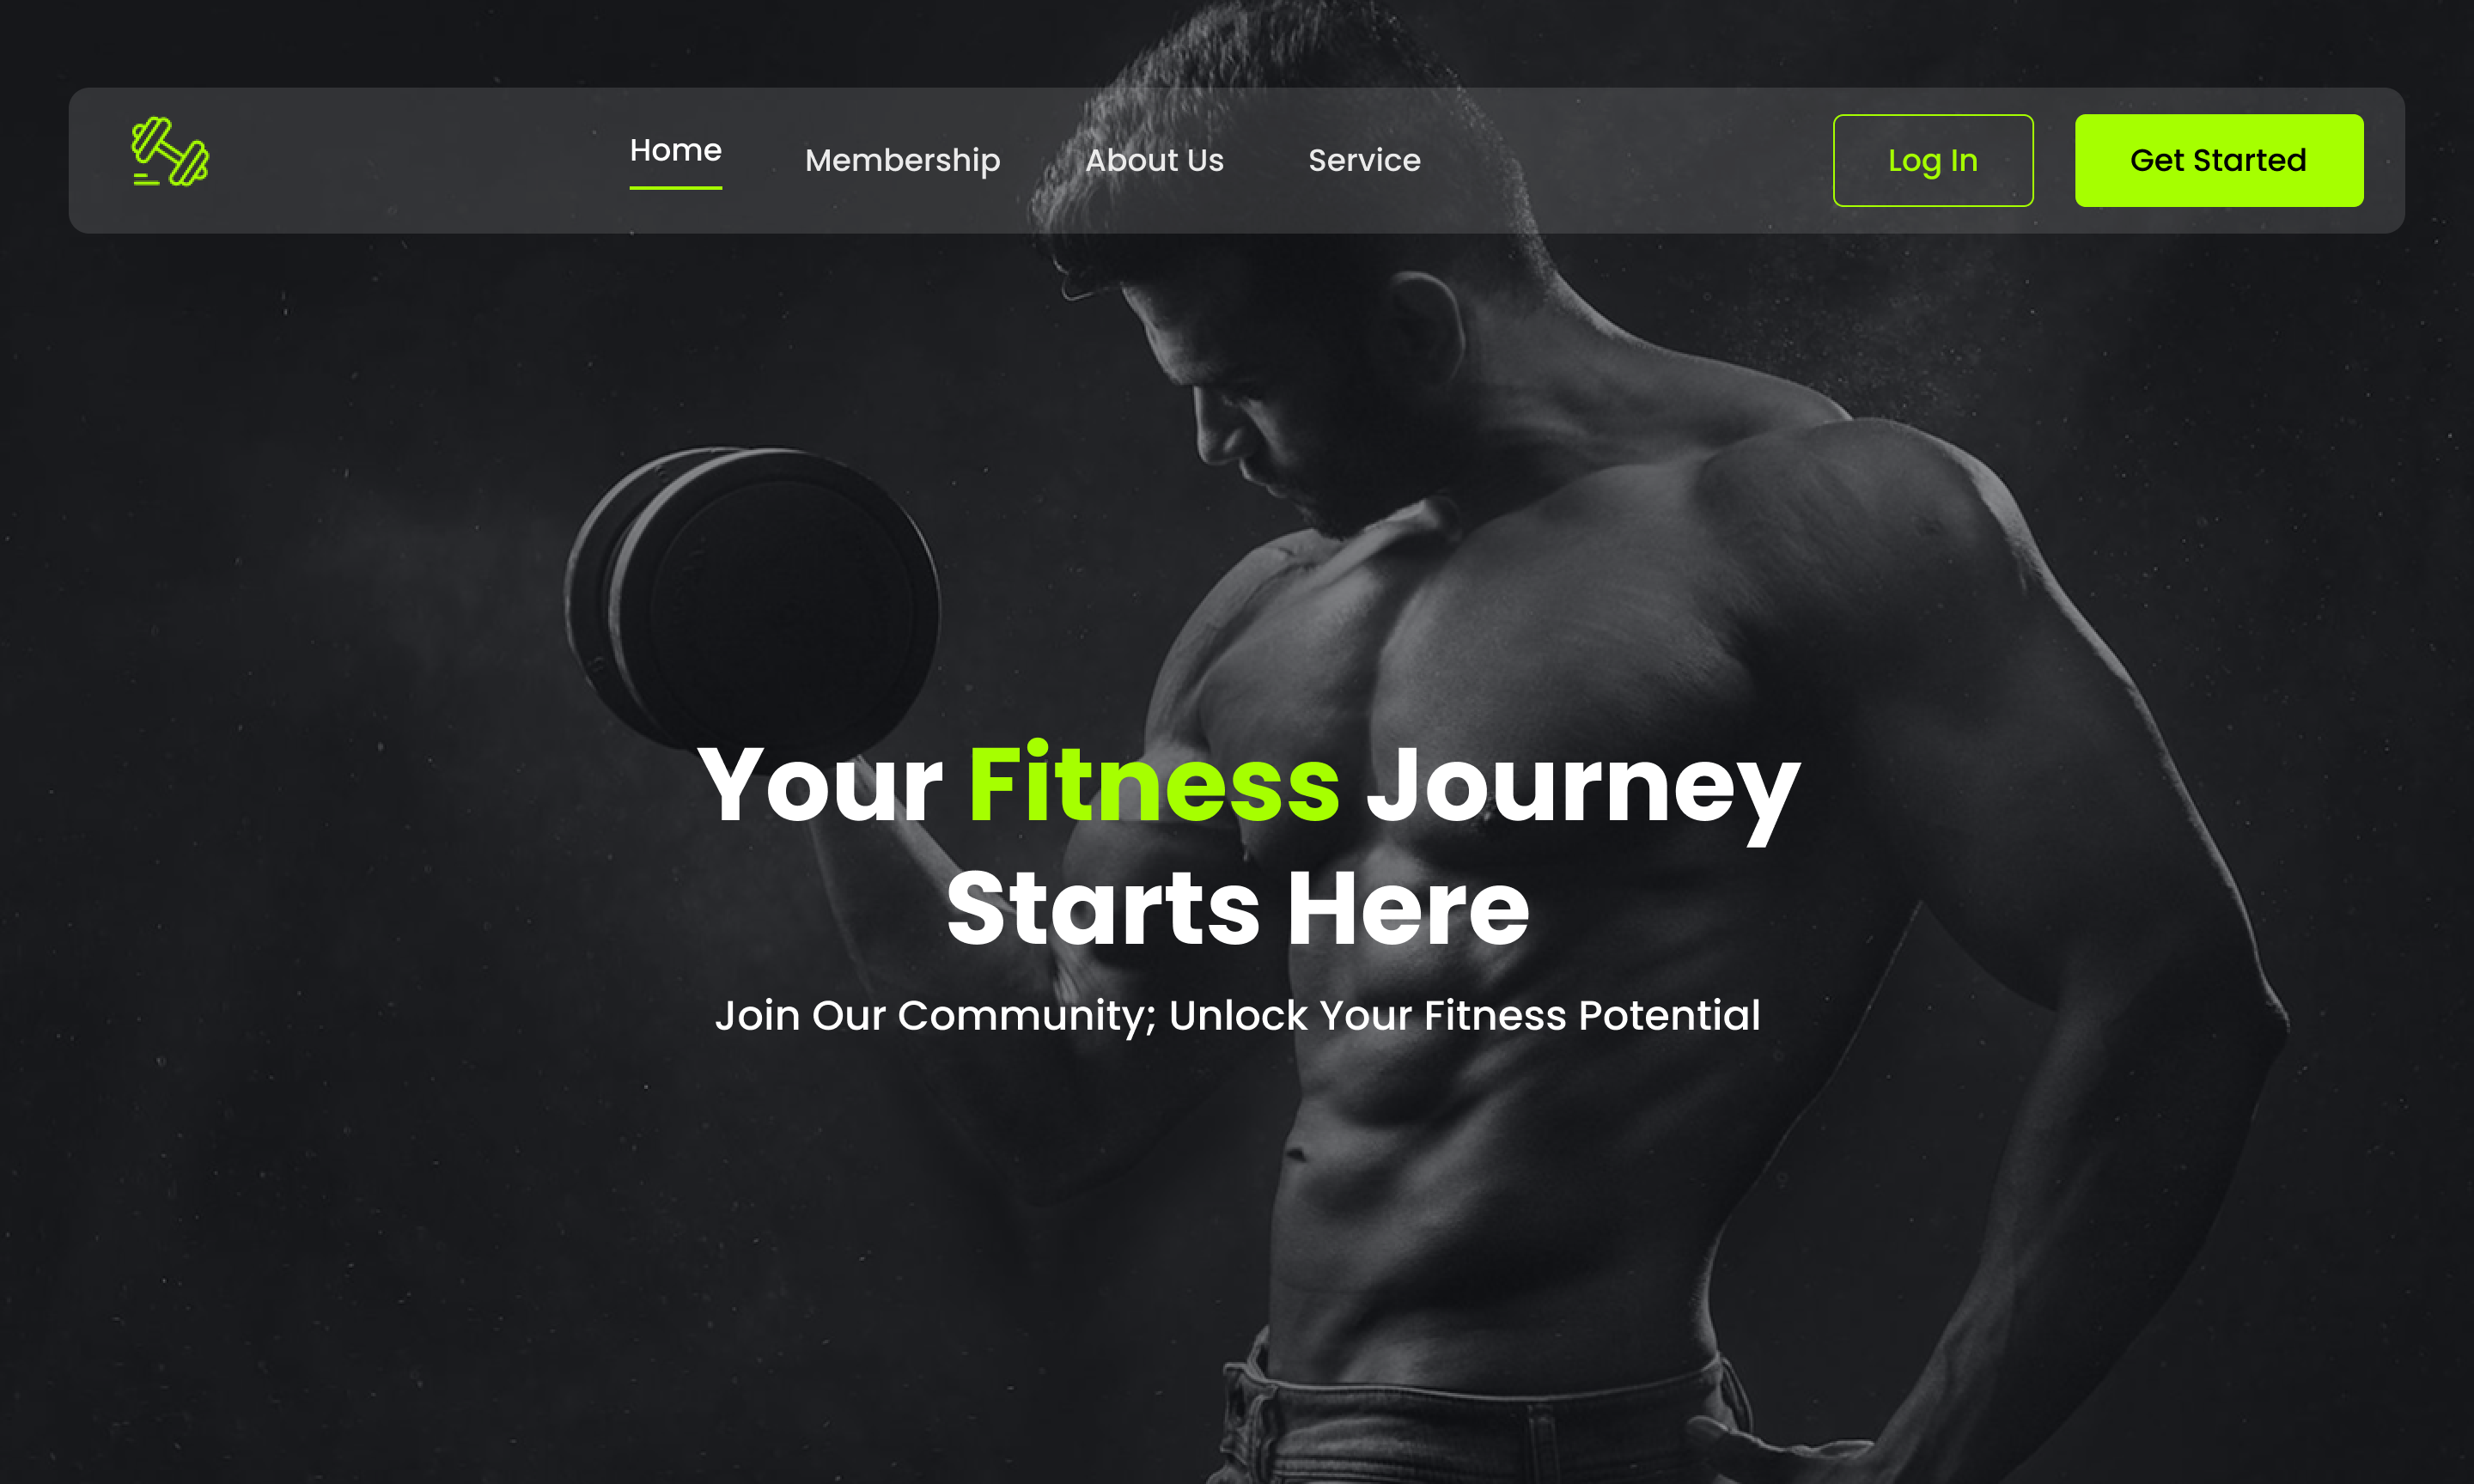 Home Membership About Us Service Log In Get Started
Your Fitness Journey
Starts Here
Join Our Community; Unlock Your Fitness Potential